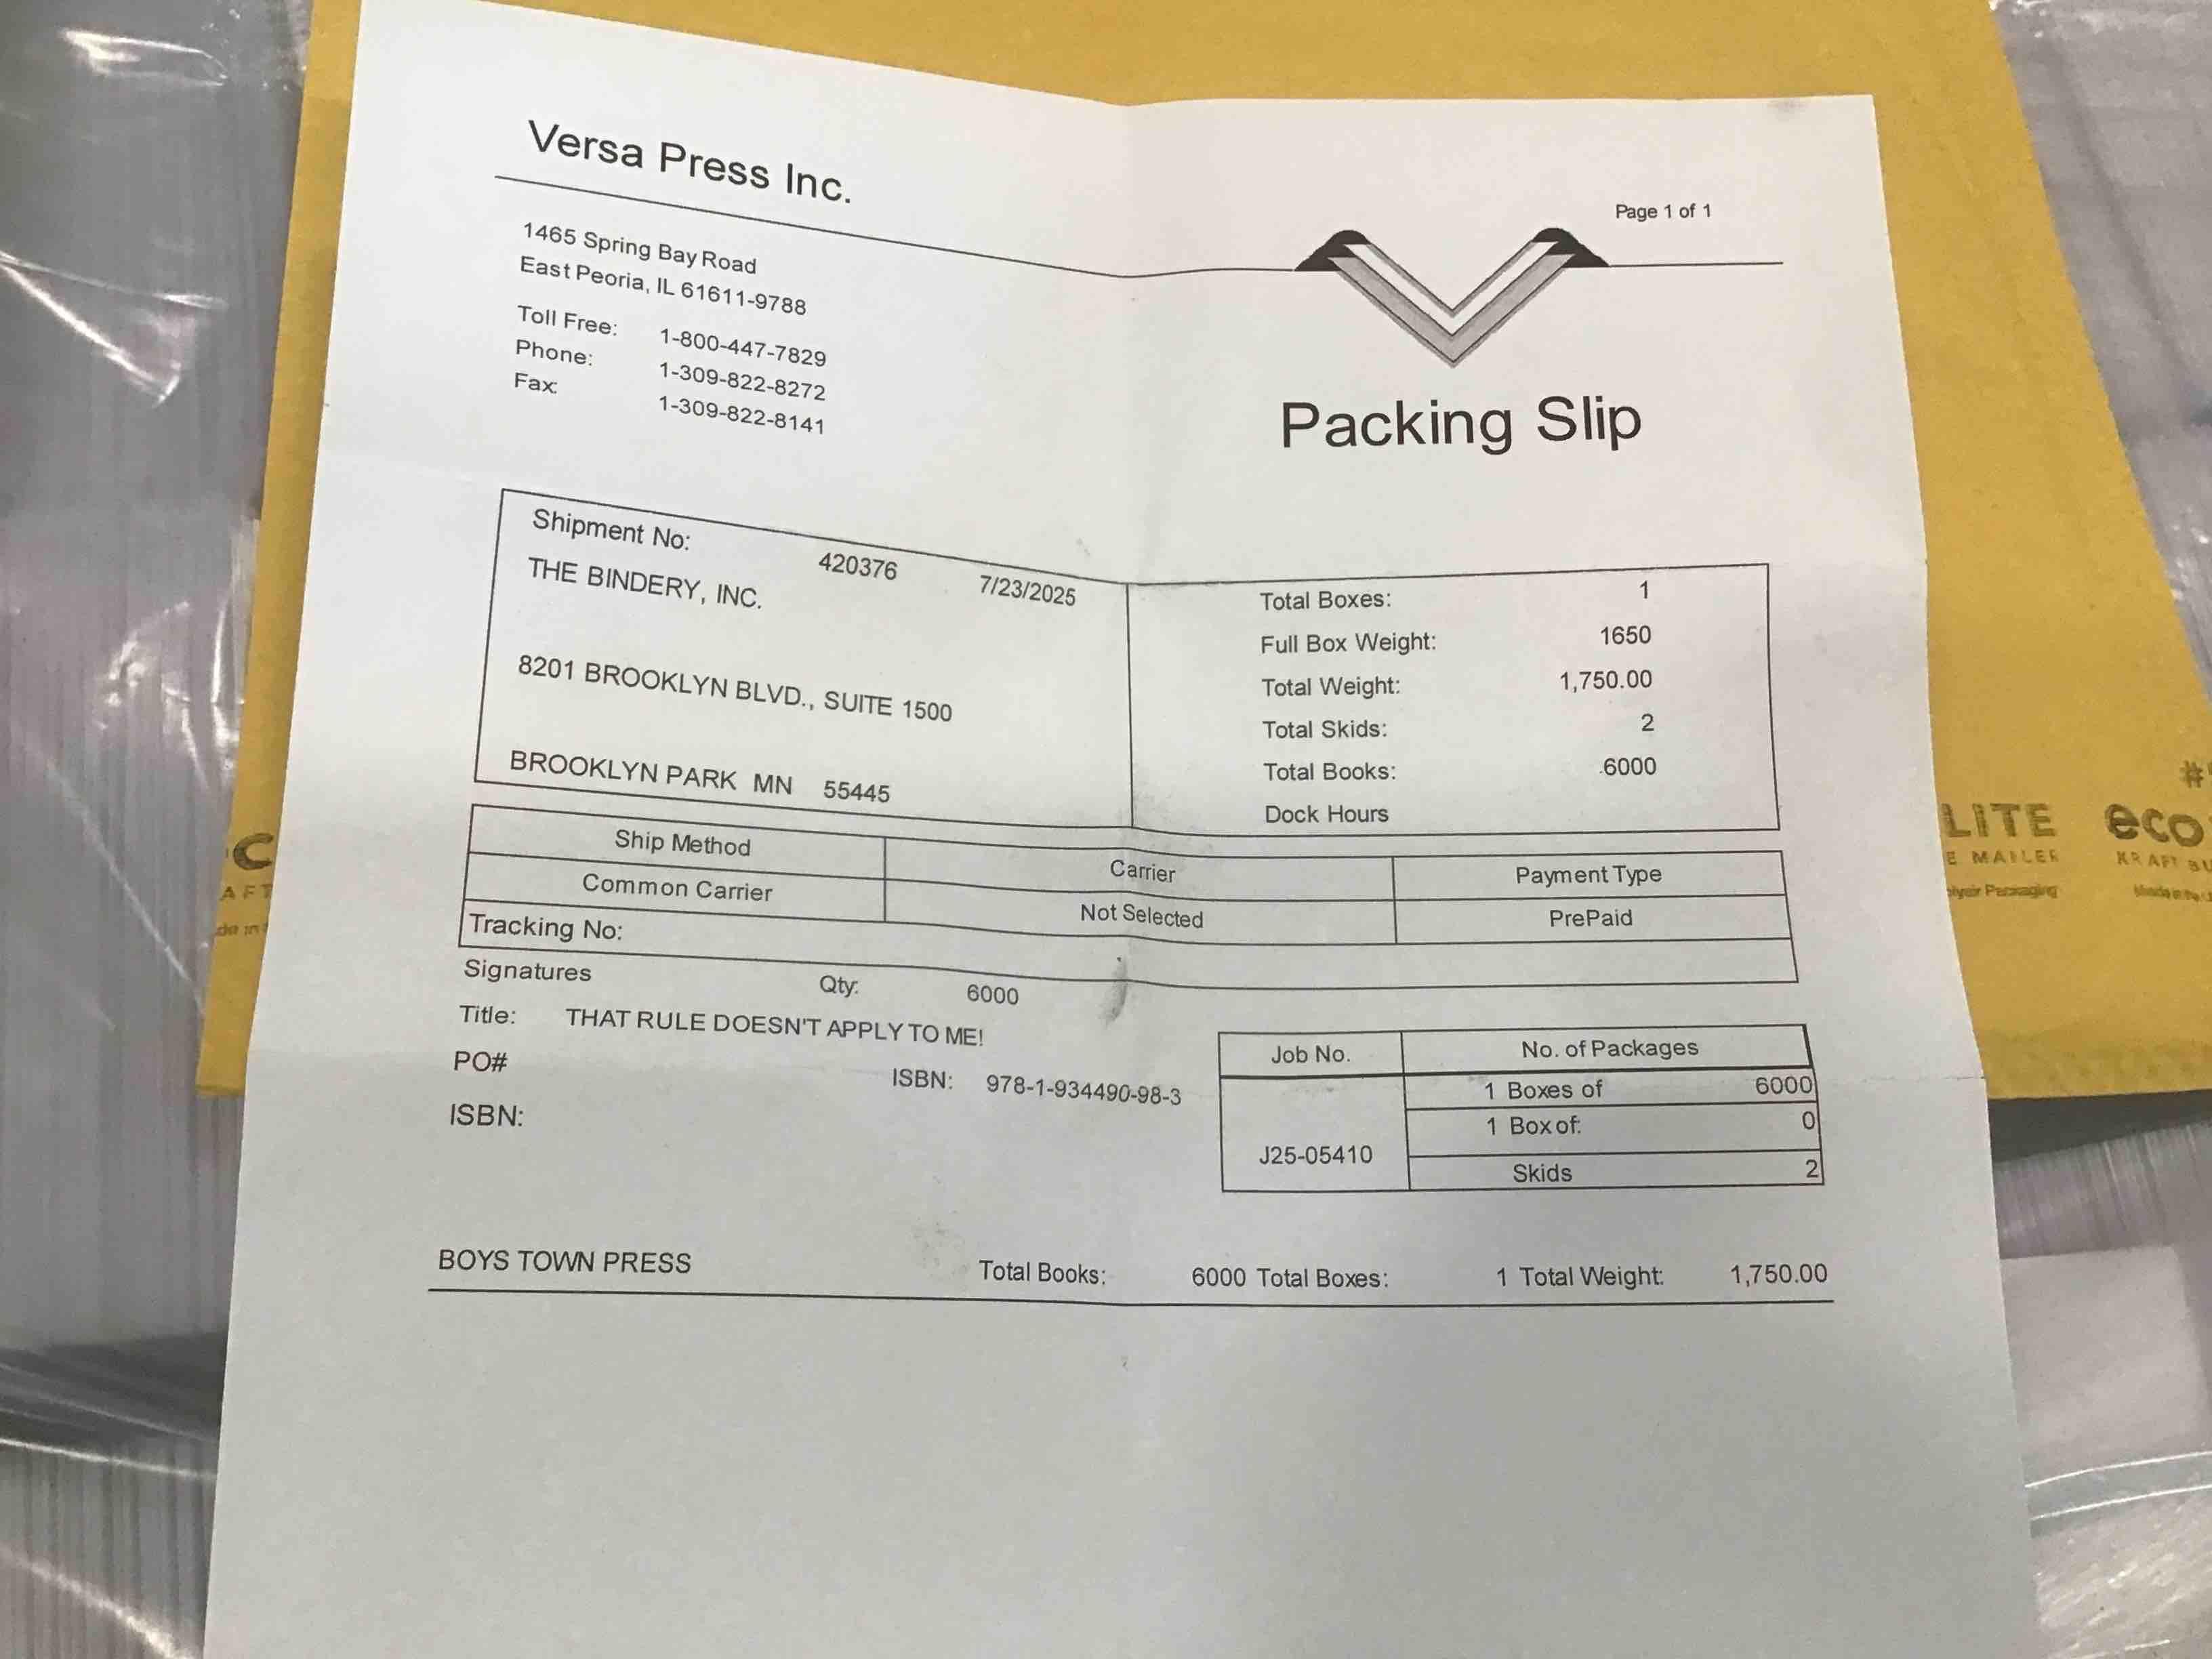 Versa Press Inc.
Page 1 of 1
1465 Spring Bay Road
East Peoria, IL 61611-9788
Toll Free: 1-800-447-7829
Phone: 1-309-822-8272
Fax: 1-309-822-8141
Packing Slip
Shipment No: 420376 7/23/2025
THE BINDERY, INC.
8201 BROOKLYN BLVD., SUITE 1500
BROOKLYN PARK MN 55445
Total Boxes: 1
Full Box Weight: 1650
Total Weight: 1,750.00
Total Skids: 2
Total Books: 6000
Dock Hours
Ship Method Carrier Payment Type
Common Carrier Not Selected PrePaid
Tracking No:
Signatures Qty: 6000
Title: THAT RULE DOESN'T APPLY TO ME!
PO# ISBN: 978-1-934490-98-3
ISBN:
Job No. No. of Packages
1 Boxes of 6000
1 Box of: 0
J25-05410
Skids 2
BOYS TOWN PRESS Total Books: 6000 Total Boxes: 1 Total Weight: 1,750.00
LITE eco
E MAILER KRAFT BU
Packaging
C
AFT